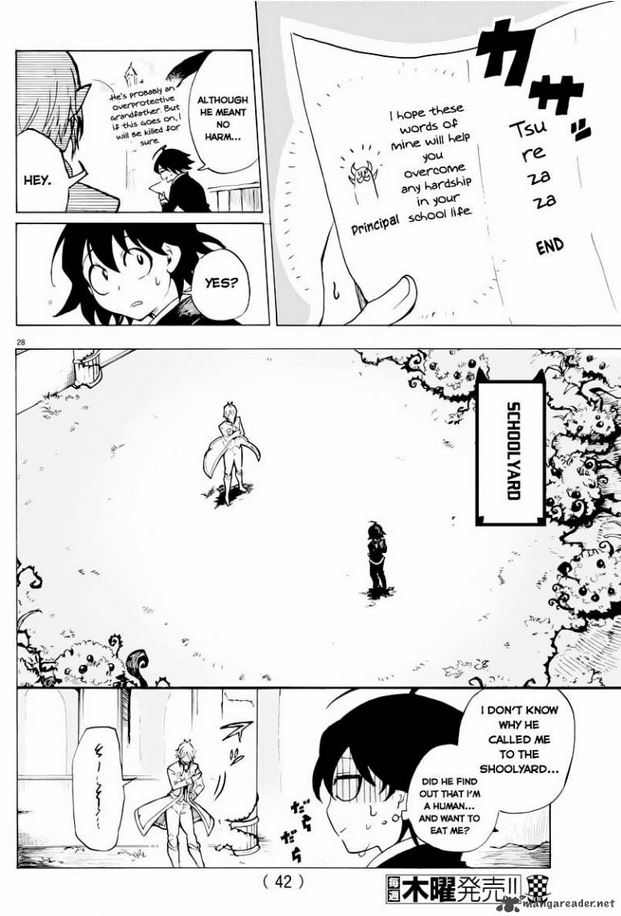 カサッ
Tsu
re
za
za
END
I hope these
words of
mine will help
you
overcome
any hardship
in your
school life.
Principal
ALTHOUGH
HE MEANT
NO
HARM...
He's probably an
overprotective
Grandfather. But
if this goes on, I
will be killed for
sure
HEY.
YES?
28
SCHOOLYARD
I DON'T KNOW
WHY HE
CALLED ME
TO THE
SHOOLYARD...
DID HE FIND
OUT THAT I'M
A HUMAN...
AND WANT TO
EAT ME?
( 42 )
毎週木曜発売!!!
mangareader.net